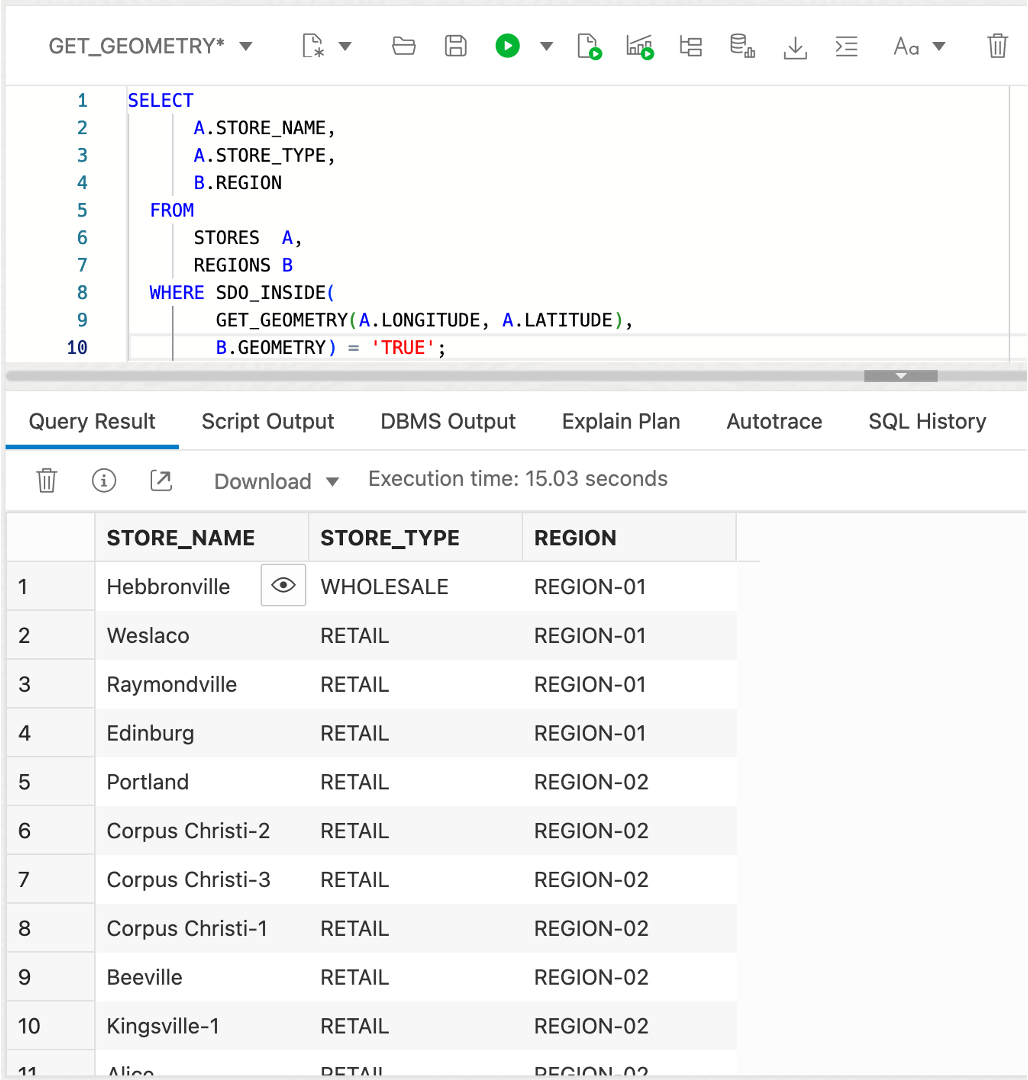 GET_GEOMETRY*
Aa
1 SELECT
2 A.STORE_NAME,
3 A.STORE_TYPE,
4 B.REGION
5 FROM
6 STORES  A,
7 REGIONS B
8 WHERE SDO_INSIDE(
9 GET_GEOMETRY(A.LONGITUDE, A.LATITUDE),
10 B.GEOMETRY) = 'TRUE';
Query Result Script Output DBMS Output Explain Plan Autotrace SQL History
Download Execution time: 15.03 seconds
STORE_NAME STORE_TYPE REGION
1 Hebbronville WHOLESALE REGION-01
2 Weslaco RETAIL REGION-01
3 Raymondville RETAIL REGION-01
4 Edinburg RETAIL REGION-01
5 Portland RETAIL REGION-02
6 Corpus Christi-2 RETAIL REGION-02
7 Corpus Christi-3 RETAIL REGION-02
8 Corpus Christi-1 RETAIL REGION-02
9 Beeville RETAIL REGION-02
10 Kingsville-1 RETAIL REGION-02
11 Alice RETAIL REGION-02